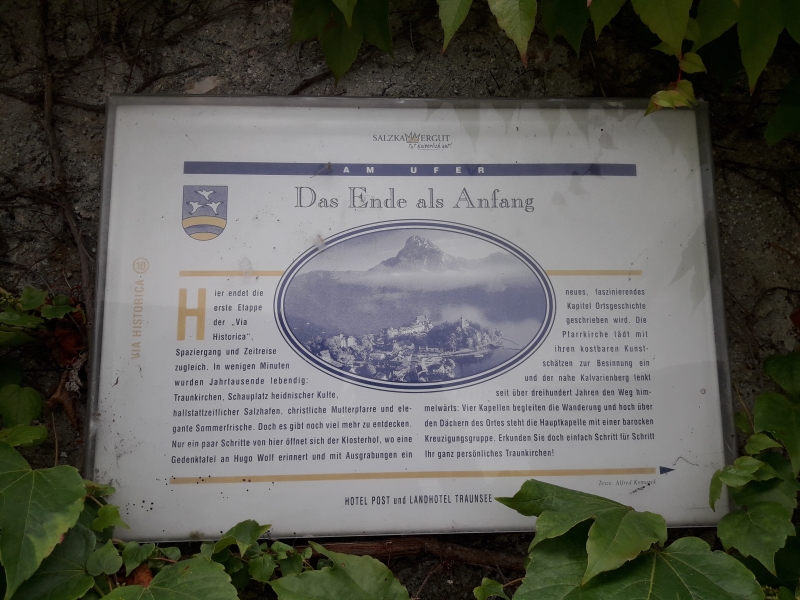 SALZKAMMERGUT
AM UFER
Das Ende als Anfang
VIA HISTORICA 10
Hier endet die
erste Etappe
der „Via
Historica",
Spaziergang und Zeitreise
zugleich. In wenigen Minuten
wurden Jahrtausende lebendig:
Traunkirchen, Schauplatz heidnischer Kulte,
hallstattzeitlicher Salzhafen, christliche Mutterpfarre und ele-
gante Sommerfrische. Doch es gibt noch viel mehr zu entdecken.
Nur ein paar Schritte von hier öffnet sich der Klosterhof, wo eine
Gedenktafel an Hugo Wolf erinnert und mit Ausgrabungen ein
neues, faszinierendes
Kapitel Ortsgeschichte
geschrieben wird. Die
Pfarrkirche lädt mit
ihren kostbaren Kunst-
schätzen zur Besinnung ein
und der nahe Kalvarienberg lenkt
seit über dreihundert Jahren den Weg him-
melwärts: Vier Kapellen begleiten die Wanderung und hoch über
den Dächern des Ortes steht die Hauptkapelle mit einer barocken
Kreuzigungsgruppe. Erkunden Sie doch einfach Schritt für Schritt
Ihr ganz persönliches Traunkirchen!
HOTEL POST und LANDHOTEL TRAUNSEE